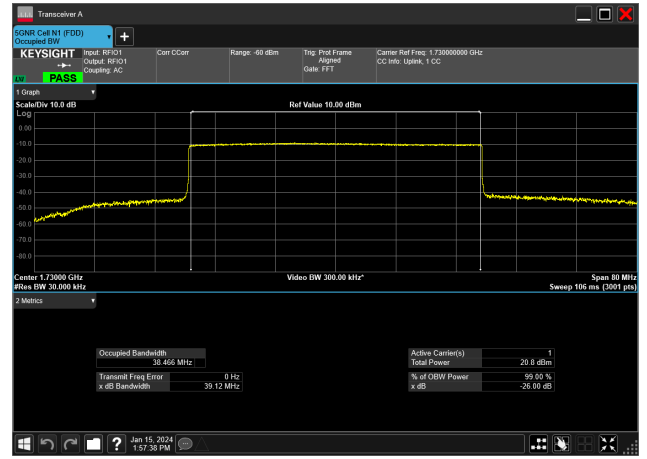 Transceiver A
5GNR Cell N1 (FDD)
Occupied BW
KEYSIGHT
Input: RFIO1
Output: RFIO1
Coupling: AC
Corr CCorr
Range: -60 dBm
Trig: Prot Frame
Aligned
Gate: FFT
Carrier Ref Freq: 1.730000000 GHz
CC Info: Uplink, 1 CC
PASS
1 Graph
Scale/Div 10.0 dB
Ref Value 10.00 dBm
Log
0.00
-10.0
-20.0
-30.0
-40.0
-50.0
-60.0
-70.0
-80.0
Center 1.73000 GHz
Video BW 300.00 kHz*
Span 80 MHz
#Res BW 30.000 kHz
Sweep 106 ms (3001 pts)
2 Metrics
Occupied Bandwidth
38.466 MHz
Active Carrier(s) 1
Total Power 20.8 dBm
Transmit Freq Error 0 Hz
x dB Bandwidth 39.12 MHz
% of OBW Power 99.00 %
x dB -26.00 dB
Jan 15, 2024
1:57:38 PM